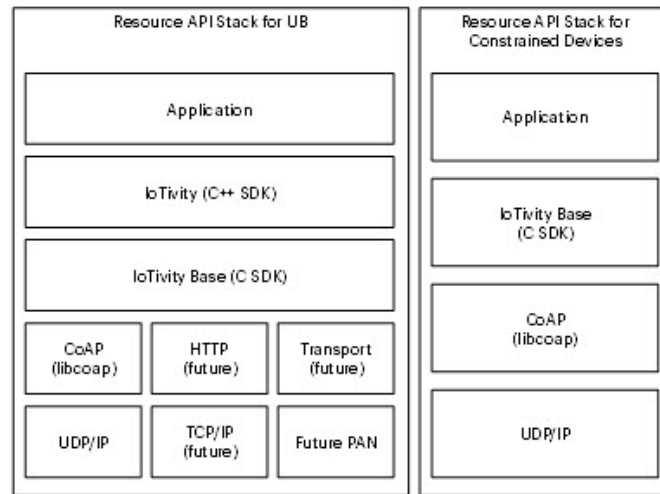 Resource API Stack for UB
Application
IoTivity (C++ SDK)
IoTivity Base (C SDK)
CoAP
(libcoap)
HTTP
(future)
Transport
(future)
UDP/IP
TCP/IP
(future)
Future PAN
Resource API Stack for
Constrained Devices
Application
IoTivity Base
(C SDK)
CoAP
(libcoap)
UDP/IP